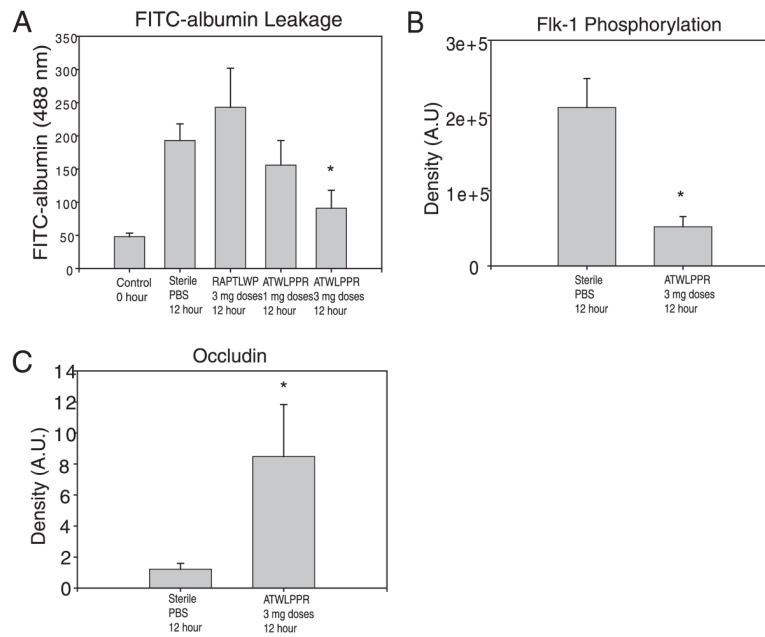 A
FITC-albumin Leakage
FITC-albumin (488 nm)
350
300
250
200
150
100
50
0
*
Control
0 hour
Sterile
PBS
12 hour
RAPTLWP
3 mg doses
12 hour
ATWLPPR
1 mg doses
12 hour
ATWLPPR
3 mg doses
12 hour
B
Flk-1 Phosphorylation
Density (A.U)
3e+5
2e+5
1e+5
0
*
Sterile
PBS
12 hour
ATWLPPR
3 mg doses
12 hour
C
Occludin
Density (A.U.)
14
12
10
8
6
4
2
0
*
Sterile
PBS
12 hour
ATWLPPR
3 mg doses
12 hour